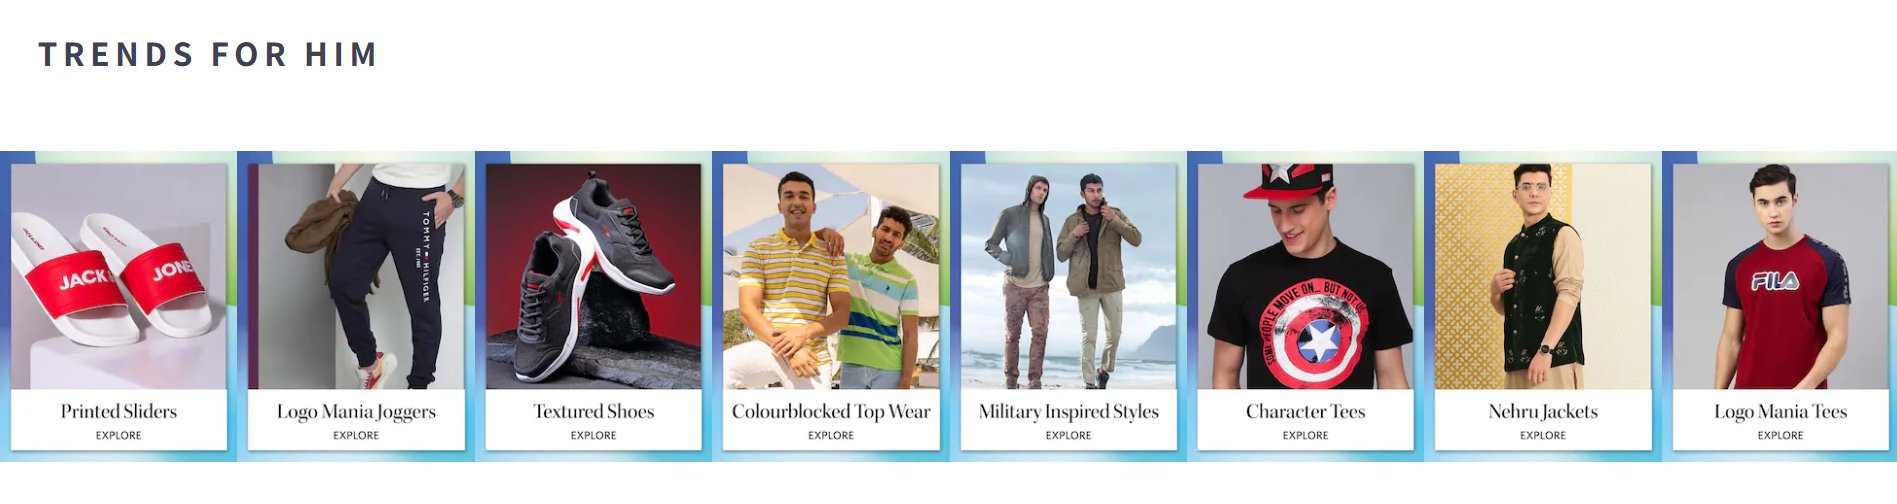 TRENDS FOR HIM
JACK
JONE
TOMMY HILFIGER
EST. 1985
SOME PEOPLE MOVE ON... BUT NOT US
FILA
Printed Sliders
EXPLORE
Logo Mania Joggers
EXPLORE
Textured Shoes
EXPLORE
Colourblocked Top Wear
EXPLORE
Military Inspired Styles
EXPLORE
Character Tees
EXPLORE
Nehru Jackets
EXPLORE
Logo Mania Tees
EXPLORE